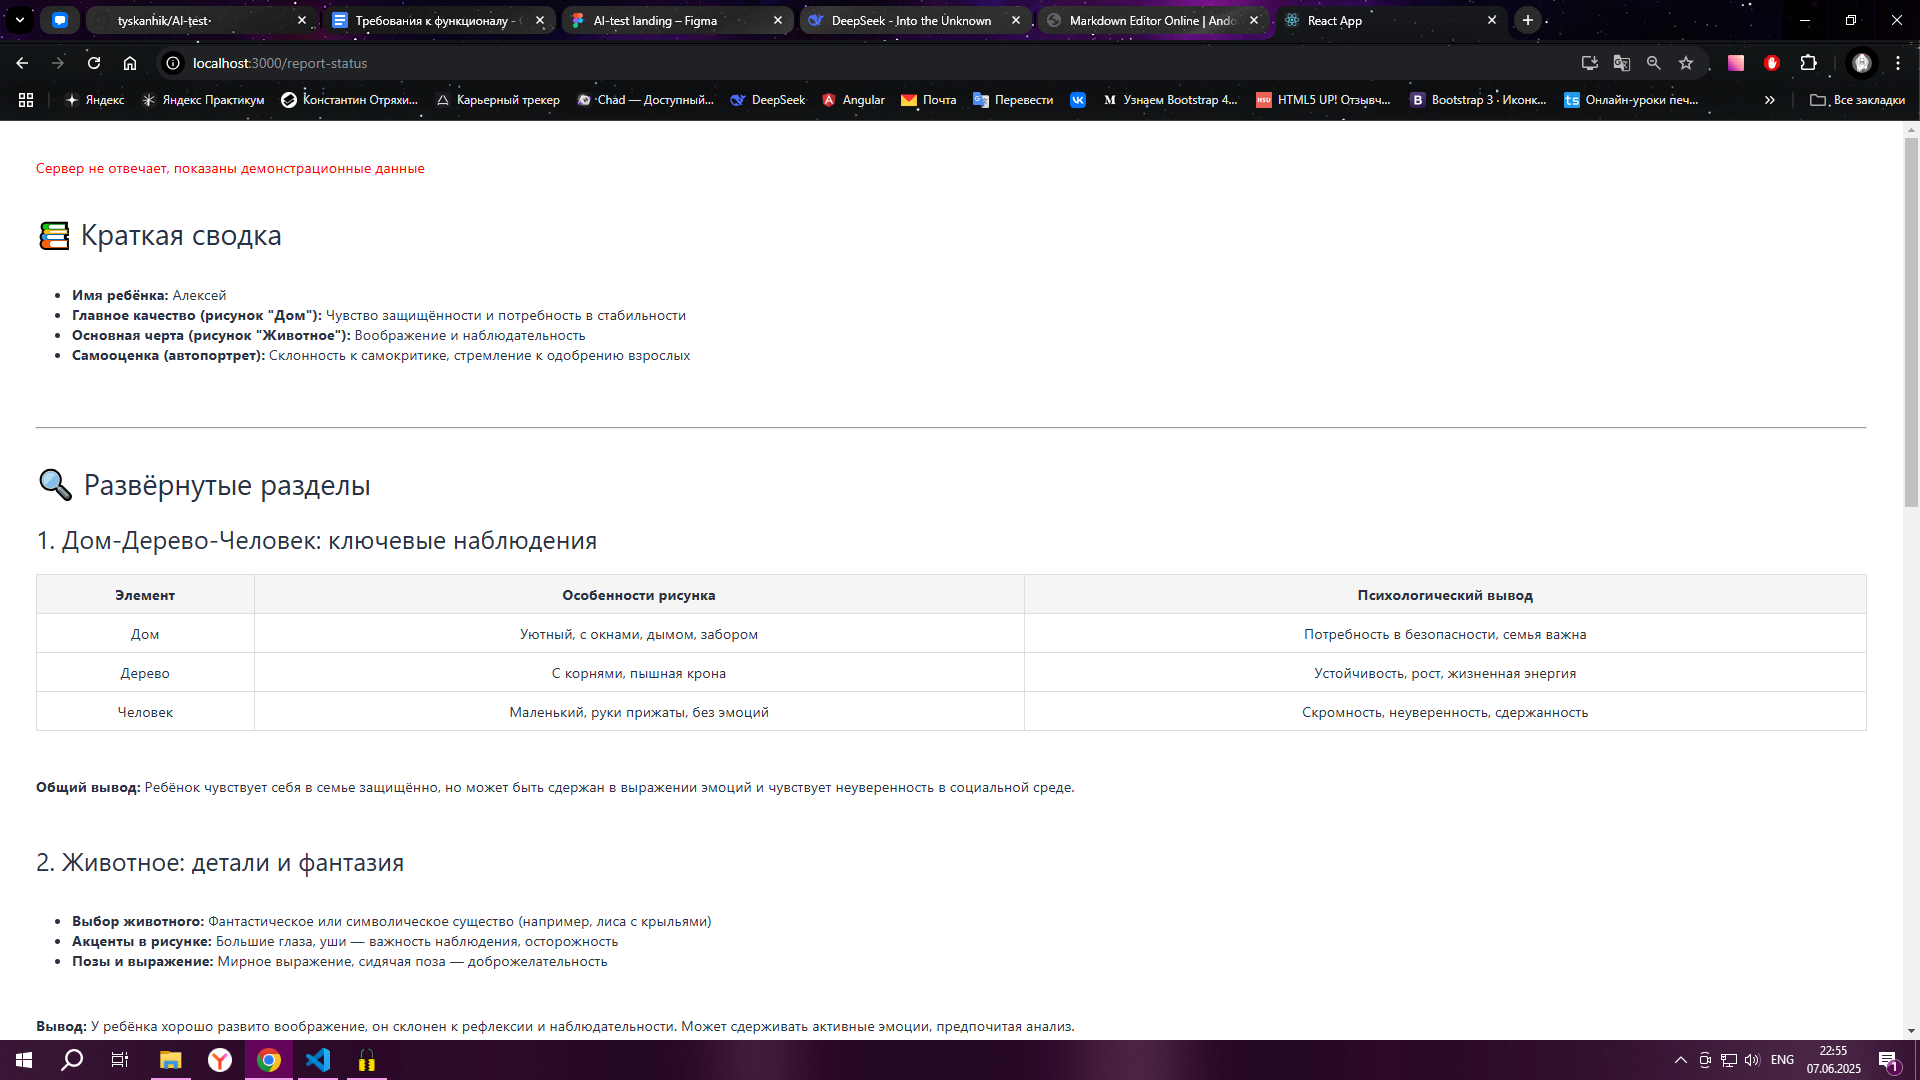 tyskanhik/AI-test
Требования к функционалу -
AI-test landing – Figma
DeepSeek - Into the Unknown
Markdown Editor Online | Ando
React App
localhost:3000/report-status
Яндекс
Яндекс Практикум
Константин Отряхи...
Карьерный трекер
Chad — Доступный...
DeepSeek
Angular
Почта
Перевести
Узнаем Bootstrap 4...
HTML5 UP! Отзывч...
Bootstrap 3 · Иконк...
Онлайн-уроки печ...
Все закладки
Сервер не отвечает, показаны демонстрационные данные
Краткая сводка
• Имя ребёнка: Алексей
• Главное качество (рисунок "Дом"): Чувство защищённости и потребность в стабильности
• Основная черта (рисунок "Животное"): Воображение и наблюдательность
• Самооценка (автопортрет): Склонность к самокритике, стремление к одобрению взрослых
Развёрнутые разделы
1. Дом-Дерево-Человек: ключевые наблюдения
Элемент Особенности рисунка Психологический вывод
Дом Уютный, с окнами, дымом, забором Потребность в безопасности, семья важна
Дерево С корнями, пышная крона Устойчивость, рост, жизненная энергия
Человек Маленький, руки прижаты, без эмоций Скромность, неуверенность, сдержанность
Общий вывод: Ребёнок чувствует себя в семье защищённо, но может быть сдержан в выражении эмоций и чувствует неуверенность в социальной среде.
2. Животное: детали и фантазия
• Выбор животного: Фантастическое или символическое существо (например, лиса с крыльями)
• Акценты в рисунке: Большие глаза, уши — важность наблюдения, осторожность
• Позы и выражение: Мирное выражение, сидячая поза — доброжелательность
Вывод: У ребёнка хорошо развито воображение, он склонен к рефлексии и наблюдательности. Может сдерживать активные эмоции, предпочитая анализ.
ENG
22:55
07.06.2025
1